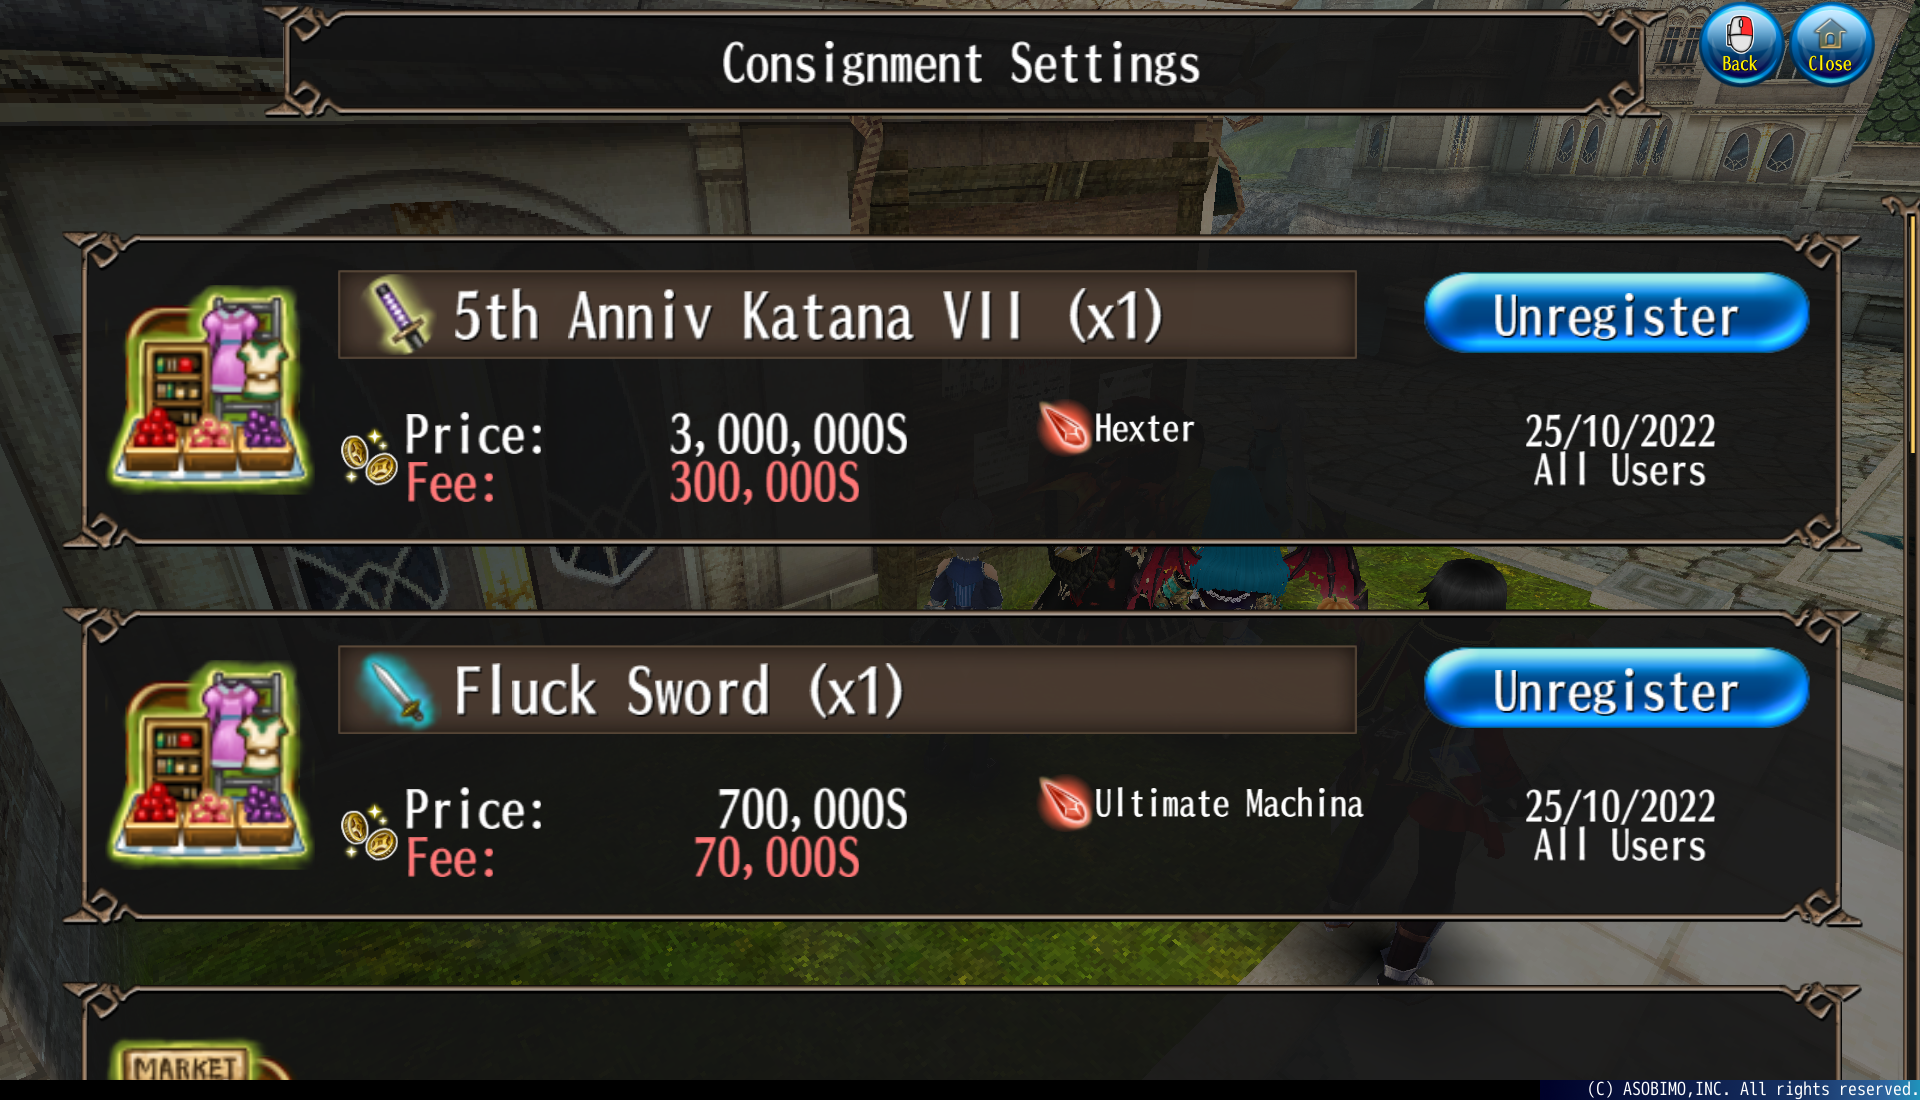 Consignment Settings
Back
Close
5th Anniv Katana VII (x1)
Unregister
Price: 3,000,000S
Hexter
25/10/2022
Fee: 300,000S
All Users
Fluck Sword (x1)
Unregister
Price: 700,000S
Ultimate Machina
25/10/2022
Fee: 70,000S
All Users
MARKET
(C) ASOBIMO,INC. All rights reserved.